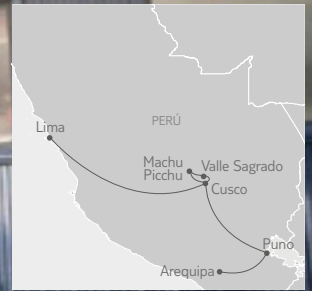 PERÚ
Lima
Machu
Picchu
Valle Sagrado
Cusco
Puno
Arequipa